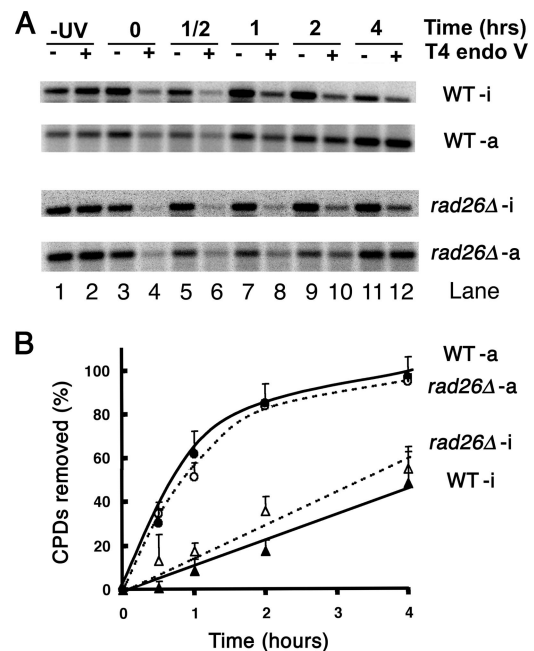 A
-UV 0 1/2 1 2 4 Time (hrs)
- + - + - + - + - + - + T4 endo V
WT-i
WT-a
rad26Δ-i
rad26Δ-a
1 2 3 4 5 6 7 8 9 10 11 12 Lane
B
WT-a
rad26Δ-a
rad26Δ-i
WT-i
CPDs removed (%)
100
80
60
40
20
0
0 1 2 3 4
Time (hours)